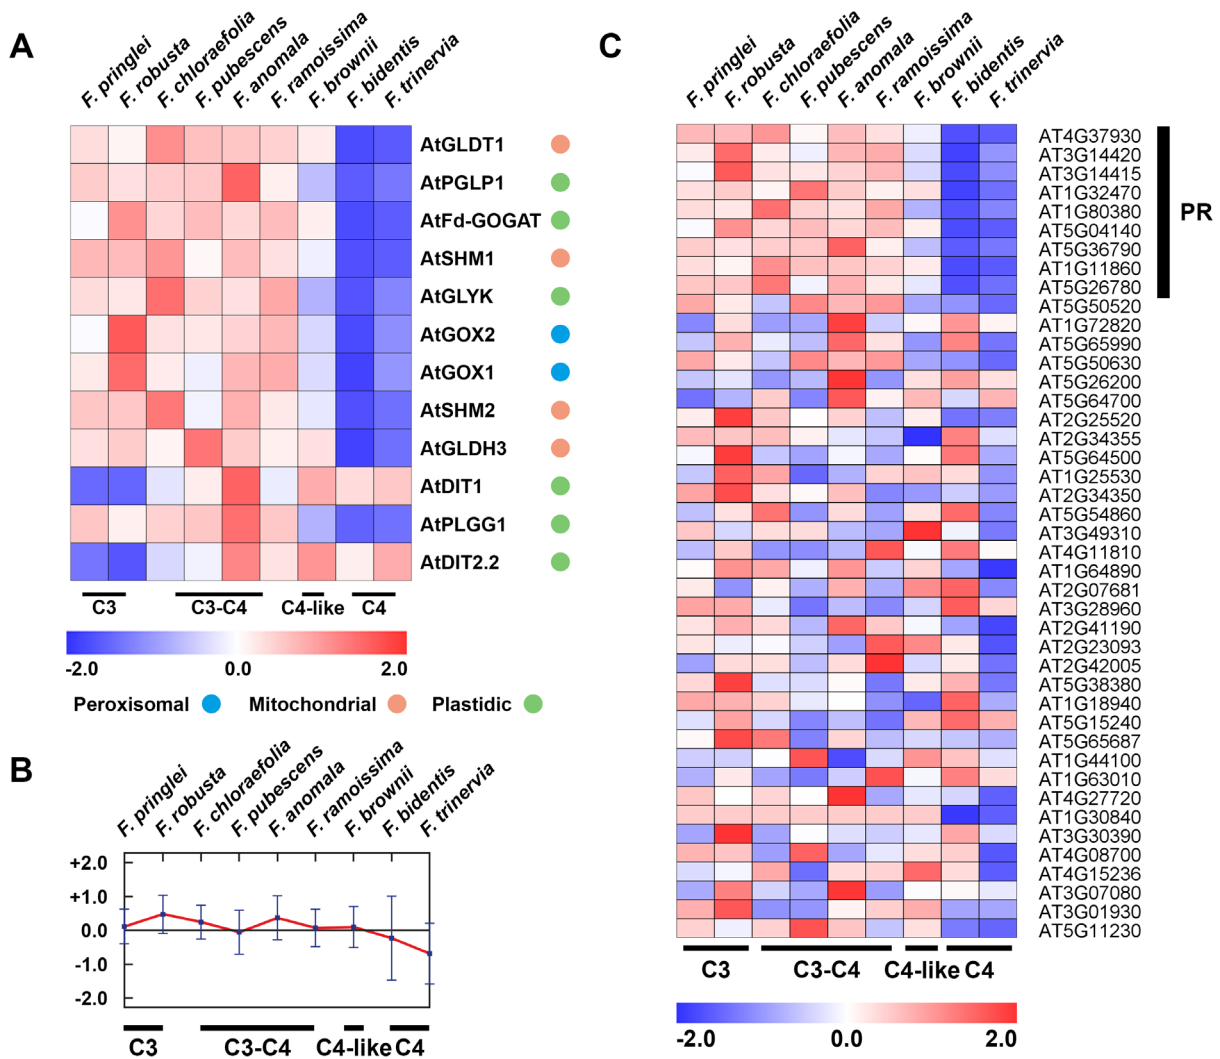 A
F. pringlei
F. robusta
F. chloraefolia
F. pubescens
F. anomala
F. ramoissima
F. brownii
F. bidentis
F. trinervia
AtGLDT1
AtPGLP1
AtFd-GOGAT
AtSHM1
AtGLYK
AtGOX2
AtGOX1
AtSHM2
AtGLDH3
AtDIT1
AtPLGG1
AtDIT2.2
C3 C3-C4 C4-like C4
-2.0 0.0 2.0
Peroxisomal Mitochondrial Plastidic
B
F. pringlei
F. robusta
F. chloraefolia
F. pubescens
F. anomala
F. ramoissima
F. brownii
F. bidentis
F. trinervia
+2.0
+1.0
0.0
-1.0
-2.0
C3 C3-C4 C4-like C4
C
F. pringlei
F. robusta
F. chloraefolia
F. pubescens
F. anomala
F. ramoissima
F. brownii
F. bidentis
F. trinervia
AT4G37930
AT3G14420
AT3G14415
AT1G32470
AT1G80380
AT5G04140
AT5G36790
AT1G11860
AT5G26780
AT5G50520
AT1G72820
AT5G65990
AT5G50630
AT5G26200
AT5G64700
AT2G25520
AT2G34355
AT5G64500
AT1G25530
AT2G34350
AT5G54860
AT3G49310
AT4G11810
AT1G64890
AT2G07681
AT3G28960
AT2G41190
AT2G23093
AT2G42005
AT5G38380
AT1G18940
AT5G15240
AT5G65687
AT1G44100
AT1G63010
AT4G27720
AT1G30840
AT3G30390
AT4G08700
AT4G15236
AT3G07080
AT3G01930
AT5G11230
PR
C3 C3-C4 C4-like C4
-2.0 0.0 2.0